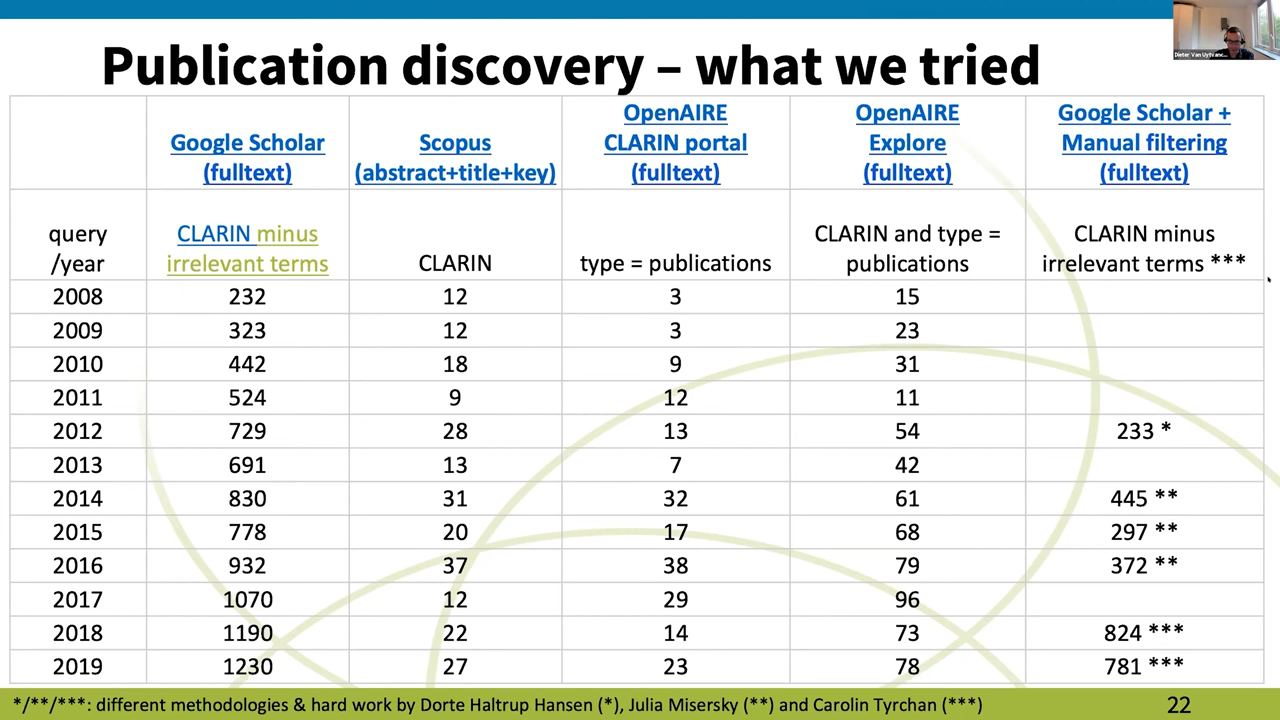 Dieter Van Uytvanc...
Publication discovery – what we tried
Google Scholar
(fulltext)
Scopus
(abstract+title+key)
OpenAIRE
CLARIN portal
(fulltext)
OpenAIRE
Explore
(fulltext)
Google Scholar +
Manual filtering
(fulltext)
query
/year
CLARIN minus
irrelevant terms
CLARIN
type = publications
CLARIN and type =
publications
CLARIN minus
irrelevant terms ***
2008 232 12 3 15
2009 323 12 3 23
2010 442 18 9 31
2011 524 9 12 11
2012 729 28 13 54 233 *
2013 691 13 7 42
2014 830 31 32 61 445 **
2015 778 20 17 68 297 **
2016 932 37 38 79 372 **
2017 1070 12 29 96
2018 1190 22 14 73 824 ***
2019 1230 27 23 78 781 ***
*/**/***: different methodologies & hard work by Dorte Haltrup Hansen (*), Julia Misersky (**) and Carolin Tyrchan (***)
22